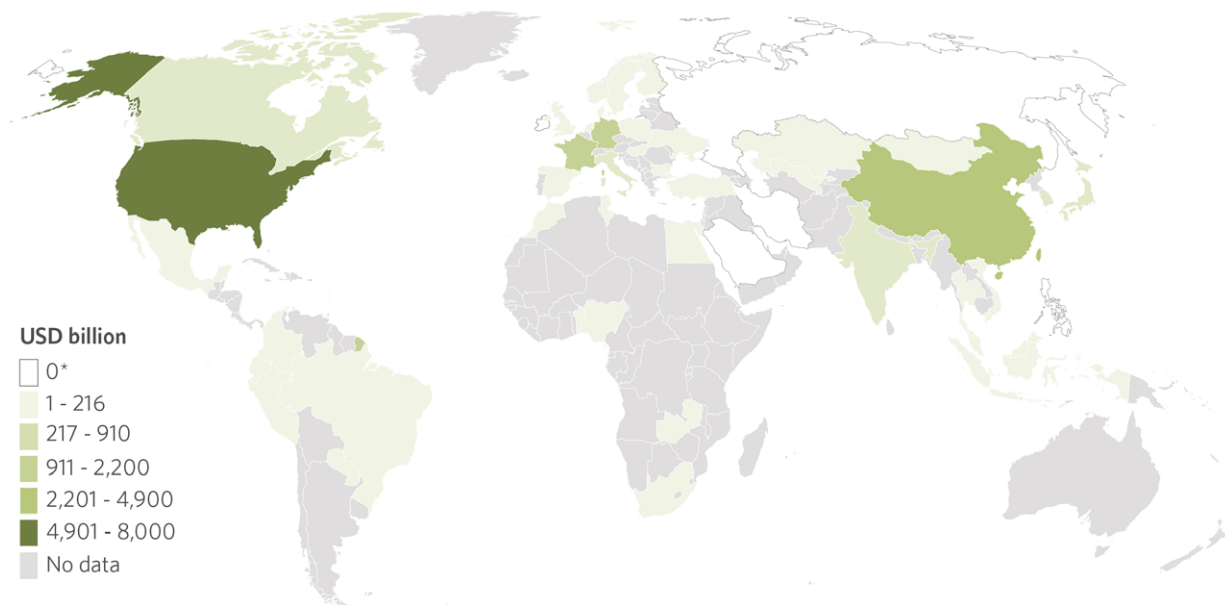 USD billion
0*
1 - 216
217 - 910
911 - 2,200
2,201 - 4,900
4,901 - 8,000
No data